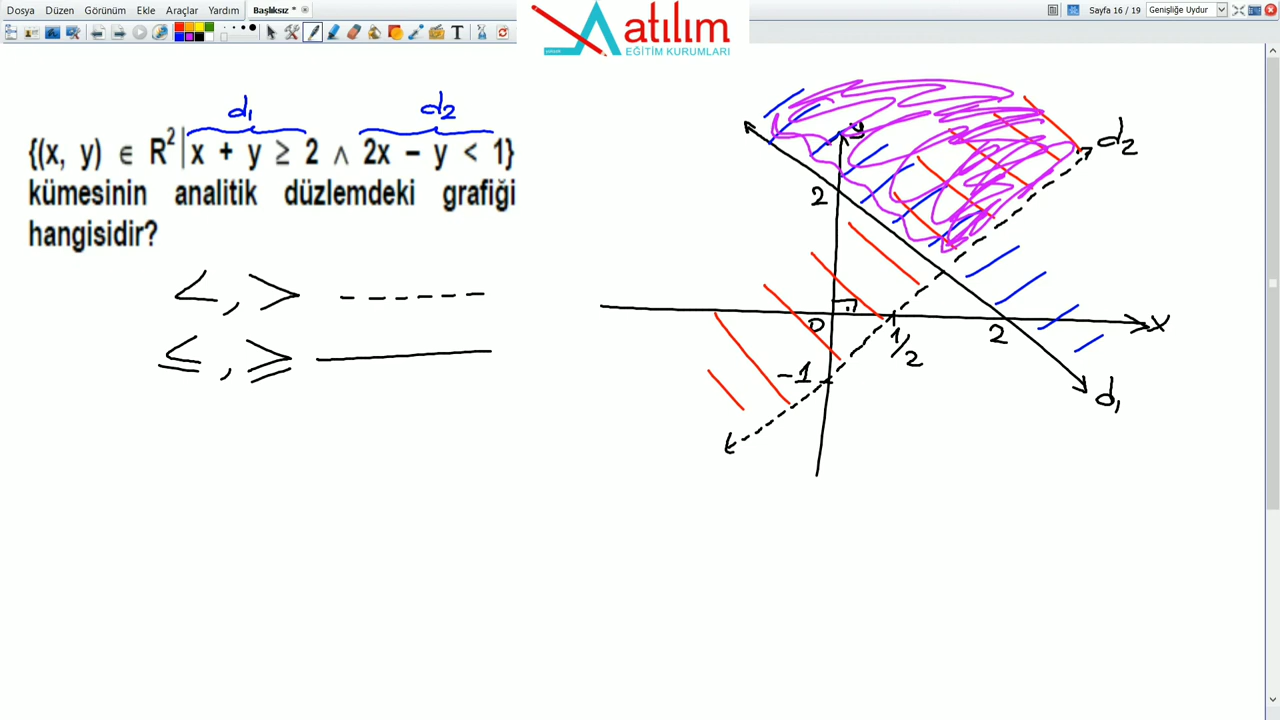 Dosya Düzen Görünüm Ekle Araçlar Yardım Başlıksız * Sayfa 16 / 19 Genişliğe Uydur
atılım
EĞİTİM KURUMLARI
d₁ d₂
{(x, y) ∈ R² | x + y ≥ 2 ∧ 2x − y < 1}
kümesinin analitik düzlemdeki grafiği
hangisidir?
<, > ------
≤, ≥ ———
y
d₂
2
0
1/2
2
x
-1
d₁